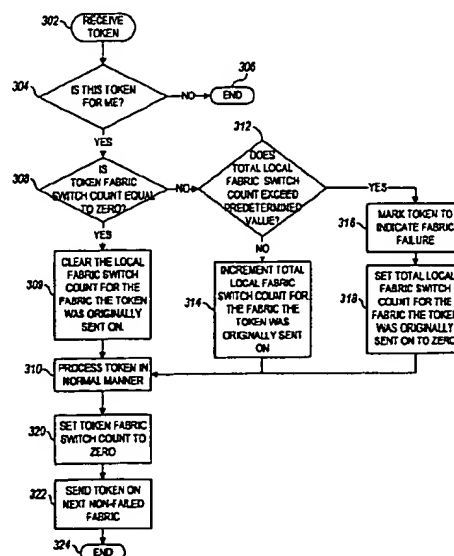 302
RECEIVE
TOKEN
304
IS THIS TOKEN
FOR ME?
NO
306
END
YES
308
IS
TOKEN FABRIC
SWITCH COUNT EQUAL
TO ZERO?
NO
312
DOES
TOTAL LOCAL
FABRIC SWITCH
COUNT EXCEED
PREDETERMINED
VALUE?
YES
316
MARK TOKEN TO
INDICATE FABRIC
FAILURE
YES
309
CLEAR THE LOCAL
FABRIC SWITCH
COUNT FOR THE
FABRIC THE TOKEN
WAS ORIGINALLY
SENT ON.
NO
314
INCREMENT TOTAL
LOCAL FABRIC
SWITCH COUNT FOR
THE FABRIC THE
TOKEN WAS
ORIGINALLY SENT
ON
318
SET TOTAL LOCAL
FABRIC SWITCH
COUNT FOR THE
FABRIC THE TOKEN
WAS ORIGINALLY
SENT ON TO ZERO
310
PROCESS TOKEN IN
NORMAL MANNER
320
SET TOKEN FABRIC
SWITCH COUNT TO
ZERO
322
SEND TOKEN ON
NEXT NON-FAILED
FABRIC
324
END